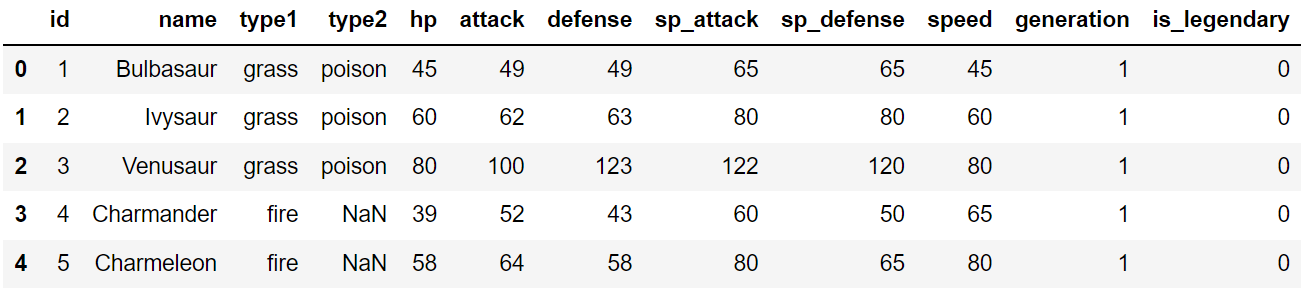 id name type1 type2 hp attack defense sp_attack sp_defense speed generation is_legendary
0 1 Bulbasaur grass poison 45 49 49 65 65 45 1 0
1 2 Ivysaur grass poison 60 62 63 80 80 60 1 0
2 3 Venusaur grass poison 80 100 123 122 120 80 1 0
3 4 Charmander fire NaN 39 52 43 60 50 65 1 0
4 5 Charmeleon fire NaN 58 64 58 80 65 80 1 0